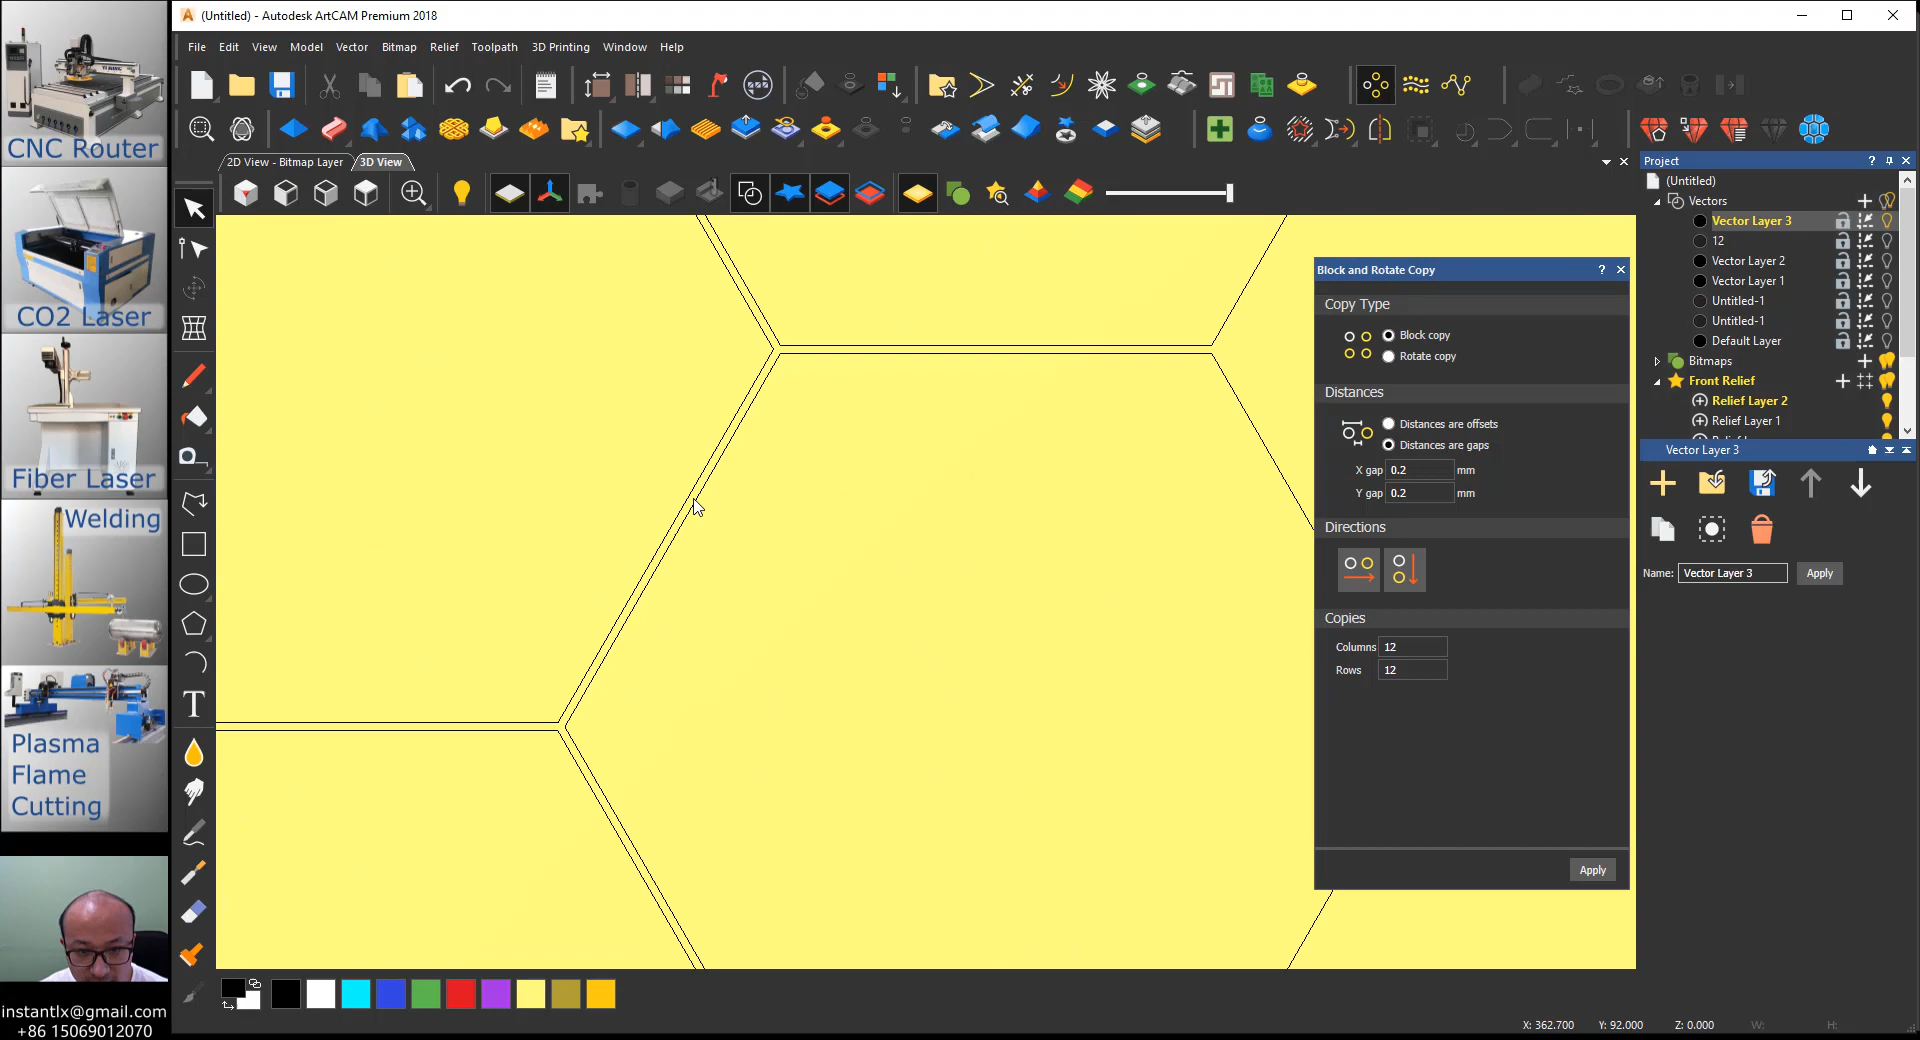 (Untitled) - Autodesk ArtCAM Premium 2018
File Edit View Model Vector Bitmap Relief Toolpath 3D Printing Window Help
2D View - Bitmap Layer
3D View
CNC Router
CO2 Laser
Fiber Laser
Welding
Plasma
Flame
Cutting
instantlx@gmail.com
+86 15069012070
Block and Rotate Copy
Copy Type
Block copy
Rotate copy
Distances
Distances are offsets
Distances are gaps
X gap 0.2 mm
Y gap 0.2 mm
Directions
Copies
Columns 12
Rows 12
Apply
Project
(Untitled)
Vectors
Vector Layer 3
12
Vector Layer 2
Vector Layer 1
Untitled-1
Untitled-1
Default Layer
Bitmaps
Front Relief
Relief Layer 2
Relief Layer 1
Vector Layer 3
Name: Vector Layer 3 Apply
X: 362.700 Y: 92.000 Z: 0.000 W: H: